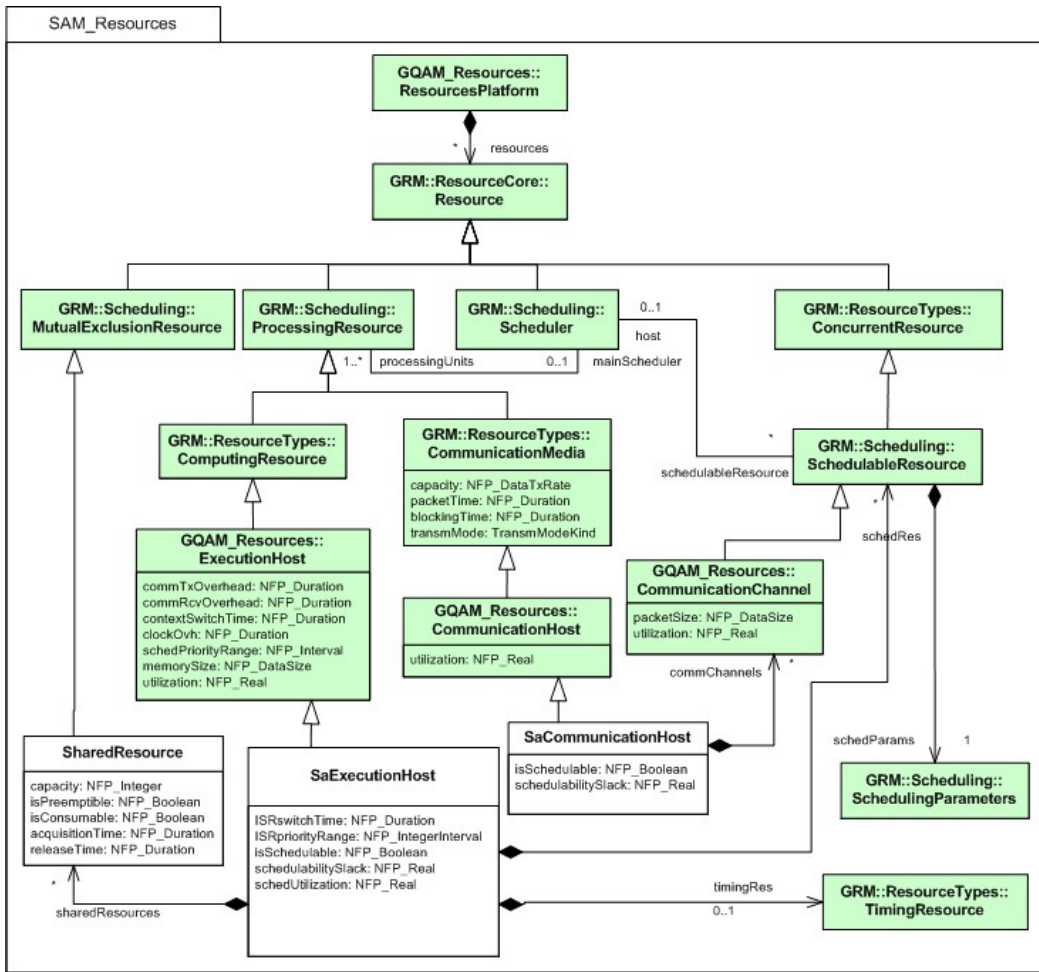 SAM_Resources
GQAM_Resources::
ResourcesPlatform
*
resources
GRM::ResourceCore::
Resource
GRM::Scheduling:
MutualExclusionResource
GRM::Scheduling::
ProcessingResource
GRM::Scheduling::
Scheduler
GRM::ResourceTypes::
ConcurrentResource
0..1
host
1..*
processingUnits
0..1
mainScheduler
GRM::ResourceTypes::
ComputingResource
GRM::ResourceTypes::
CommunicationMedia
capacity: NFP_DataTxRate
packetTime: NFP_Duration
blockingTime: NFP_Duration
transmMode: TransmModeKind
*
schedulableResource
GRM::Scheduling::
SchedulableResource
*
schedRes
GQAM_Resources::
ExecutionHost
commTxOverhead: NFP_Duration
commRcvOverhead: NFP_Duration
contextSwitchTime: NFP_Duration
clockOvh: NFP_Duration
schedPriorityRange: NFP_Interval
memorySize: NFP_DataSize
utilization: NFP_Real
GQAM_Resources::
CommunicationHost
utilization: NFP_Real
GQAM_Resources::
CommunicationChannel
packetSize: NFP_DataSize
utilization: NFP_Real
commChannels
*
SharedResource
capacity: NFP_Integer
isPreemptible: NFP_Boolean
isConsumable: NFP_Boolean
acquisitionTime: NFP_Duration
releaseTime: NFP_Duration
SaExecutionHost
ISRswitchTime: NFP_Duration
ISRpriorityRange: NFP_IntegerInterval
isSchedulable: NFP_Boolean
schedulabilitySlack: NFP_Real
schedUtilization: NFP_Real
SaCommunicationHost
isSchedulable: NFP_Boolean
schedulabilitySlack: NFP_Real
schedParams
1
GRM::Scheduling::
SchedulingParameters
*
sharedResources
timingRes
0..1
GRM::ResourceTypes::
TimingResource